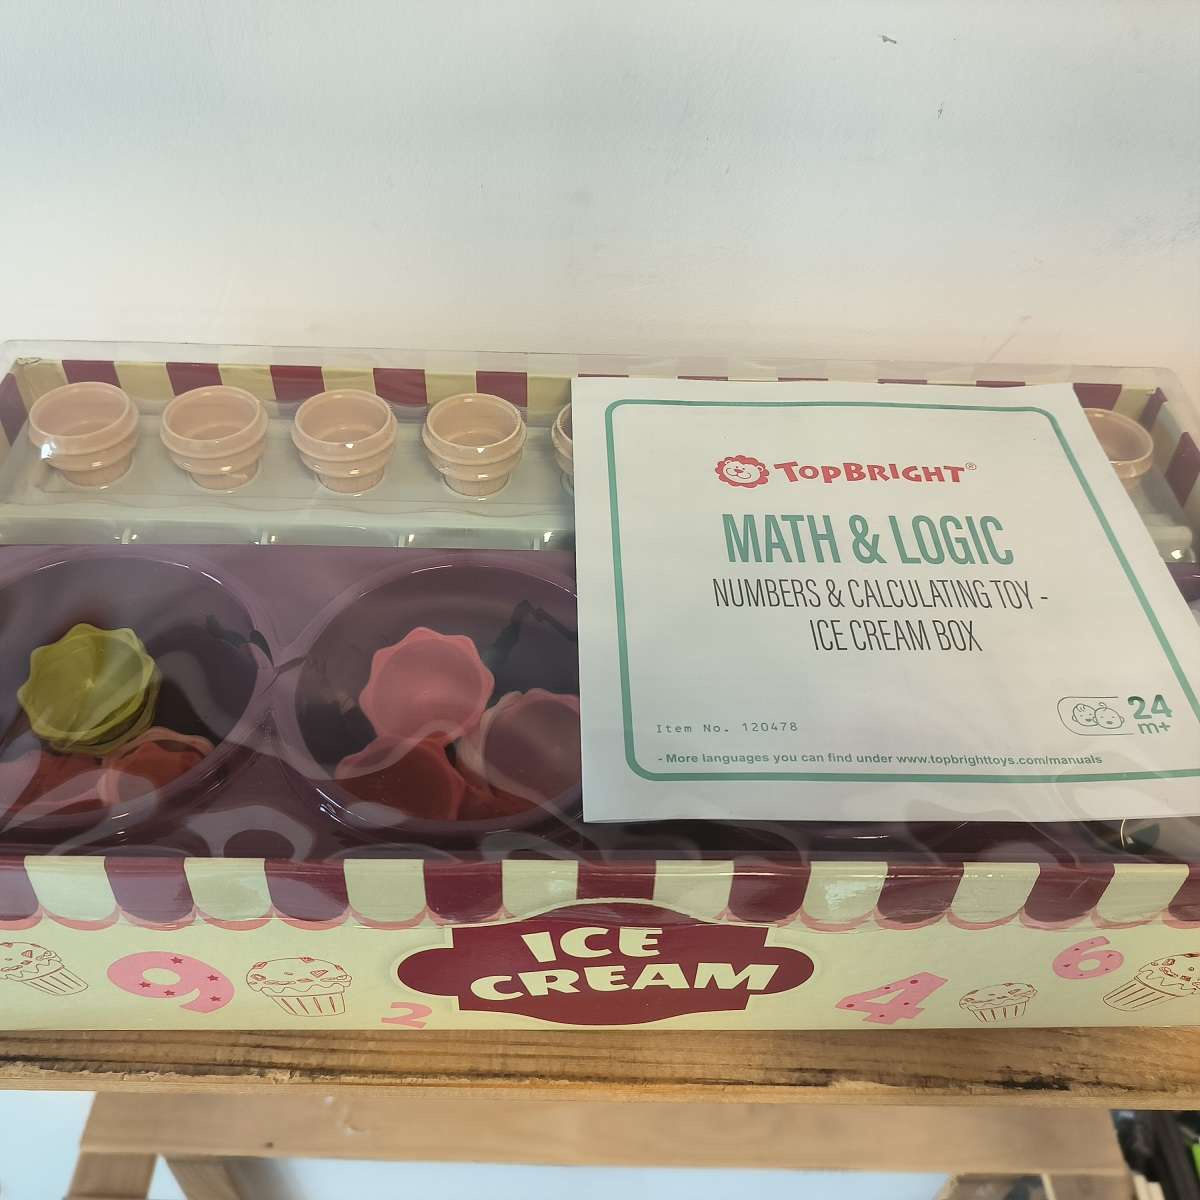 TOPBRIGHT®
MATH & LOGIC
NUMBERS & CALCULATING TOY -
ICE CREAM BOX
Item No. 120478
24
m+
- More languages you can find under www.topbrighttoys.com/manuals
ICE
CREAM
9
2
4
6